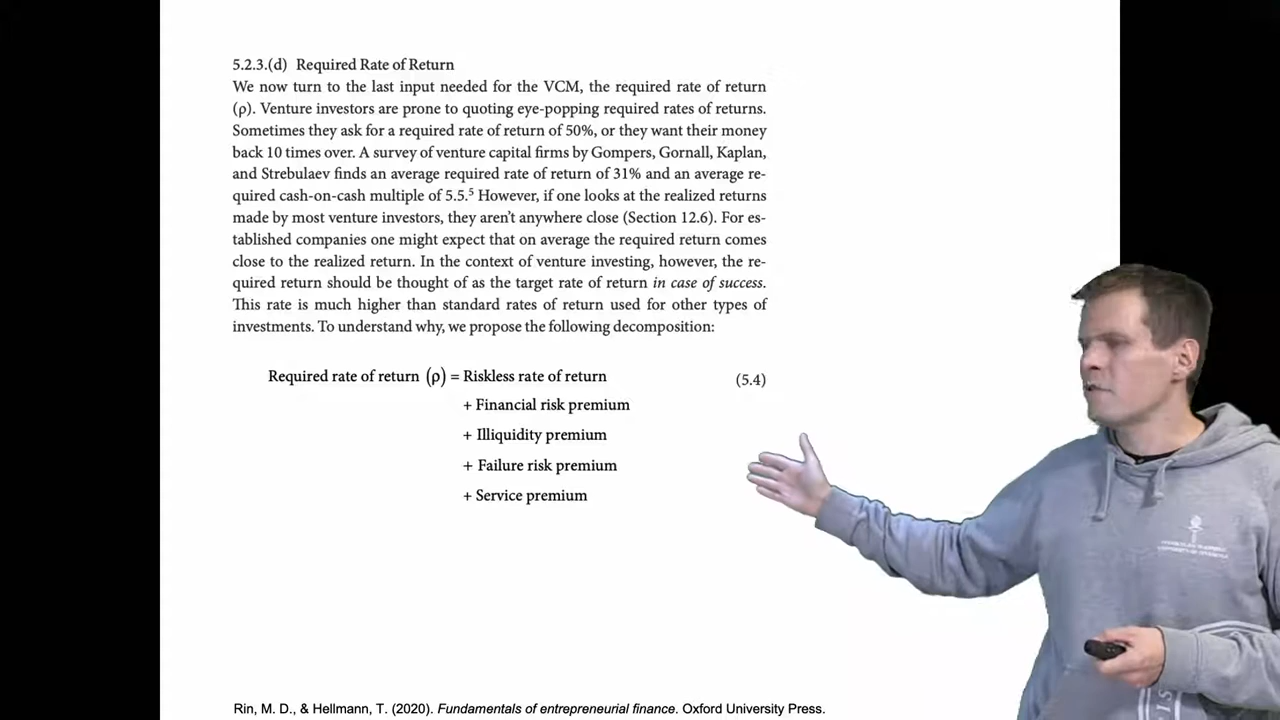 5.2.3.(d) Required Rate of Return
We now turn to the last input needed for the VCM, the required rate of return
(ρ). Venture investors are prone to quoting eye-popping required rates of returns.
Sometimes they ask for a required rate of return of 50%, or they want their money
back 10 times over. A survey of venture capital firms by Gompers, Gornall, Kaplan,
and Strebulaev finds an average required rate of return of 31% and an average re-
quired cash-on-cash multiple of 5.5.⁵ However, if one looks at the realized returns
made by most venture investors, they aren't anywhere close (Section 12.6). For es-
tablished companies one might expect that on average the required return comes
close to the realized return. In the context of venture investing, however, the re-
quired return should be thought of as the target rate of return in case of success.
This rate is much higher than standard rates of return used for other types of
investments. To understand why, we propose the following decomposition:
Required rate of return (ρ) = Riskless rate of return (5.4)
+ Financial risk premium
+ Illiquidity premium
+ Failure risk premium
+ Service premium
Rin, M. D., & Hellmann, T. (2020). Fundamentals of entrepreneurial finance. Oxford University Press.